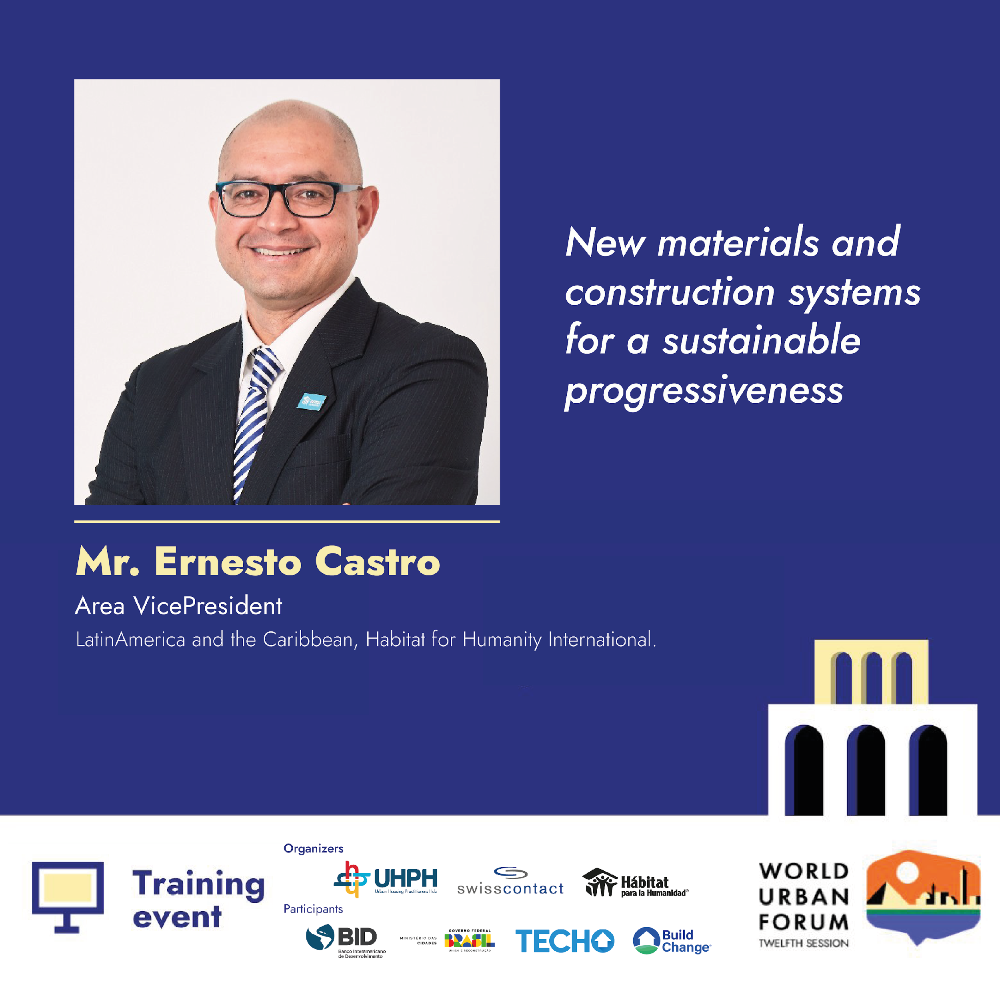 New materials and
construction systems
for a sustainable
progressiveness
Mr. Ernesto Castro
Area VicePresident
LatinAmerica and the Caribbean, Habitat for Humanity International.
Training
event
Organizers
UHPH
Urban Housing Practitioners Hub
swisscontact
Hábitat
para la Humanidad®
Participants
BID
Banco Interamericano
de Desenvolvimento
MINISTÉRIO DAS
CIDADES
GOVERNO FEDERAL
BRASIL
UNIÃO E RECONSTRUÇÃO
TECHO
Build
Change
WORLD
URBAN
FORUM
TWELFTH SESSION